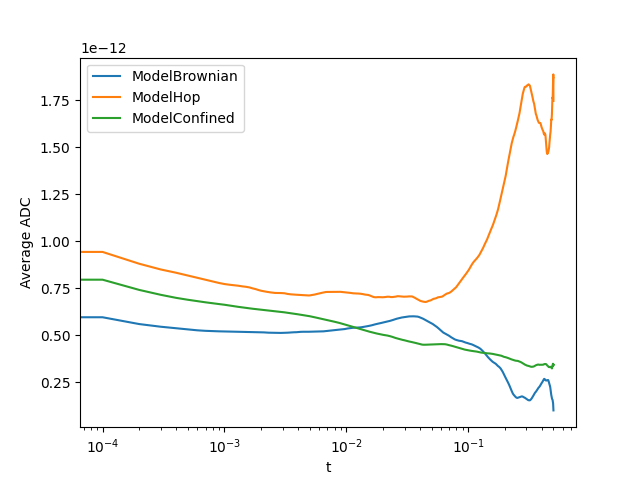 1e−12
ModelBrownian
ModelHop
ModelConfined
1.75
1.50
1.25
1.00
0.75
0.50
0.25
Average ADC
10⁻⁴
10⁻³
10⁻²
10⁻¹
t